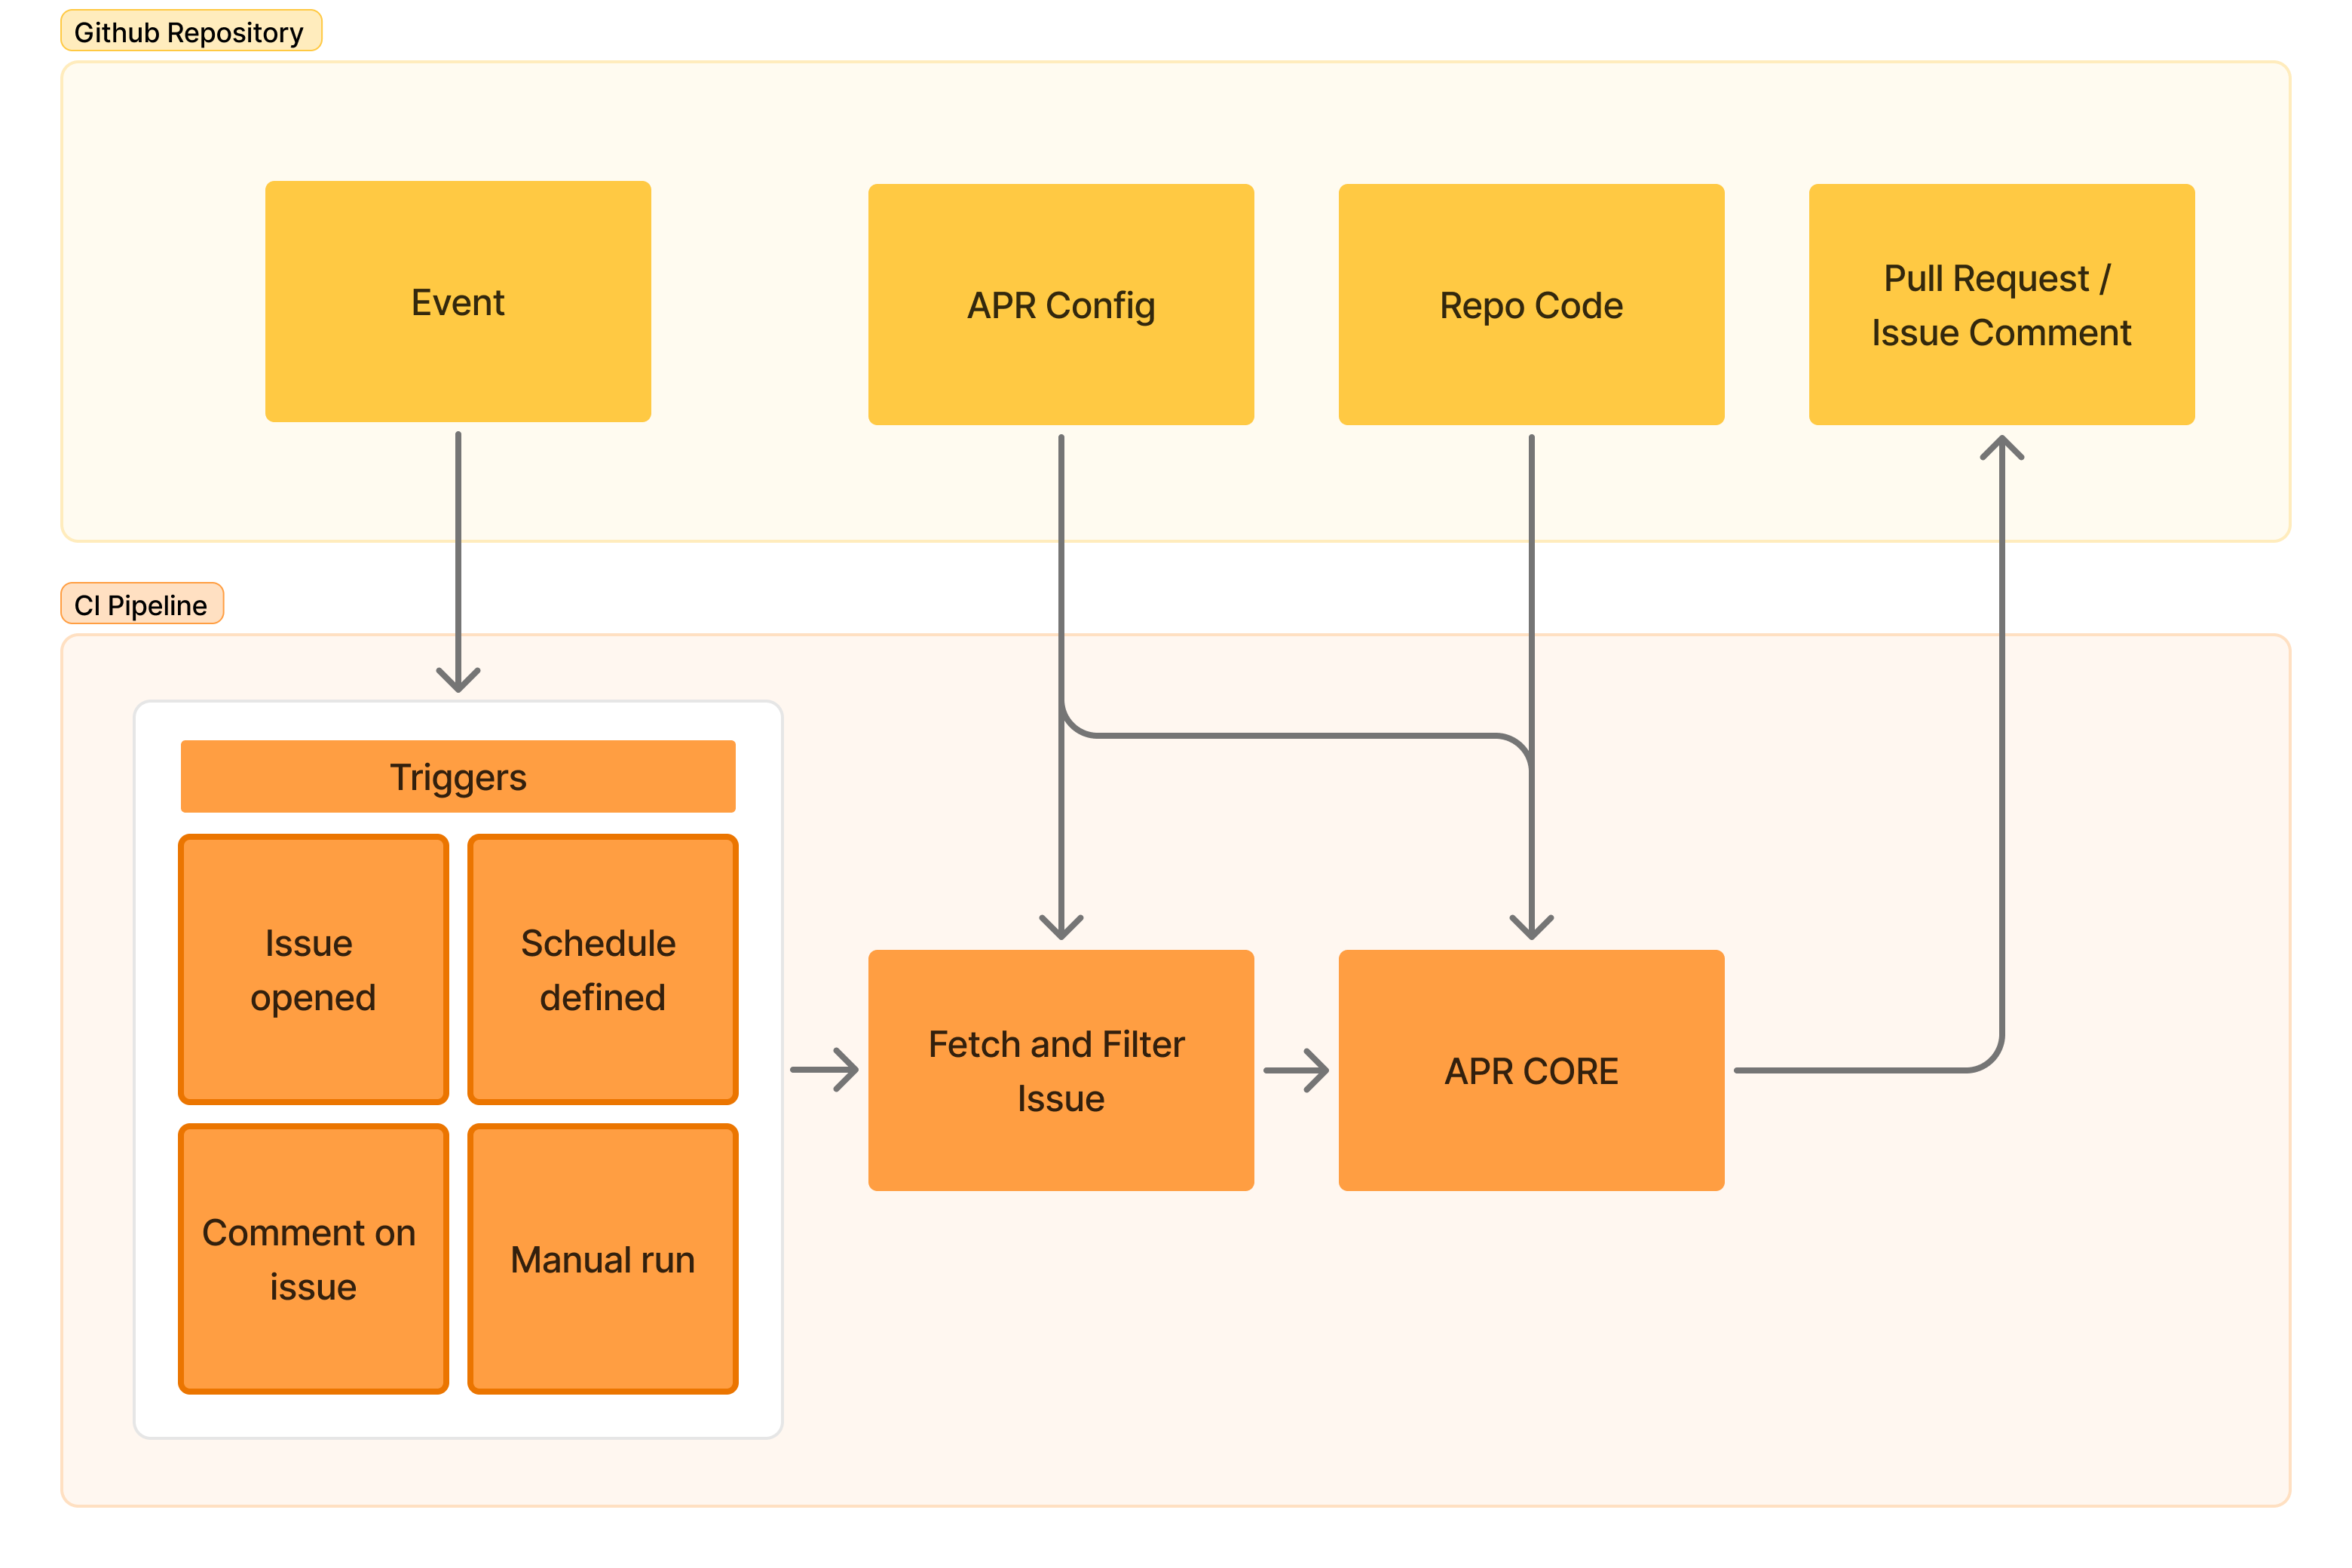 Github Repository
Event
APR Config
Repo Code
Pull Request /
Issue Comment
CI Pipeline
Triggers
Issue
opened
Schedule
defined
Comment on
issue
Manual run
Fetch and Filter
Issue
APR CORE